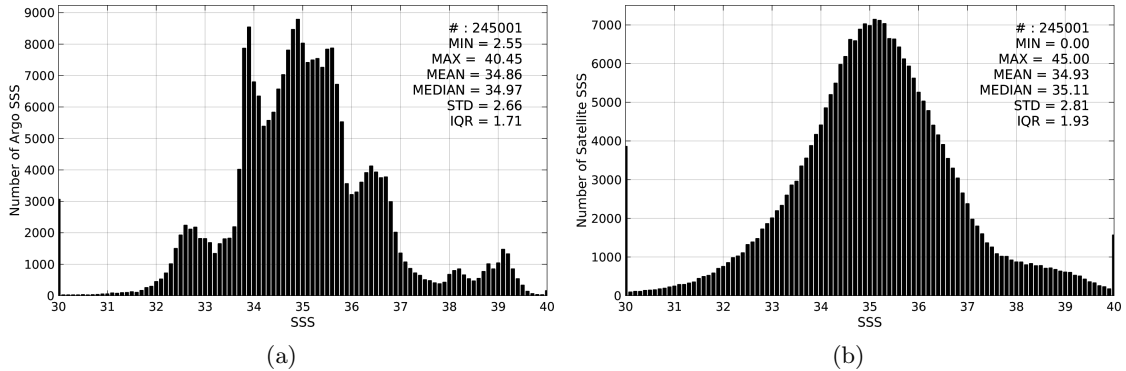 9000
8000
7000
6000
5000
4000
3000
2000
1000
0
Number of Argo SSS
# : 245001
MIN = 2.55
MAX = 40.45
MEAN = 34.86
MEDIAN = 34.97
STD = 2.66
IQR = 1.71
30 31 32 33 34 35 36 37 38 39 40
SSS
(a)
7000
6000
5000
4000
3000
2000
1000
0
Number of Satellite SSS
# : 245001
MIN = 0.00
MAX = 45.00
MEAN = 34.93
MEDIAN = 35.11
STD = 2.81
IQR = 1.93
30 31 32 33 34 35 36 37 38 39 40
SSS
(b)